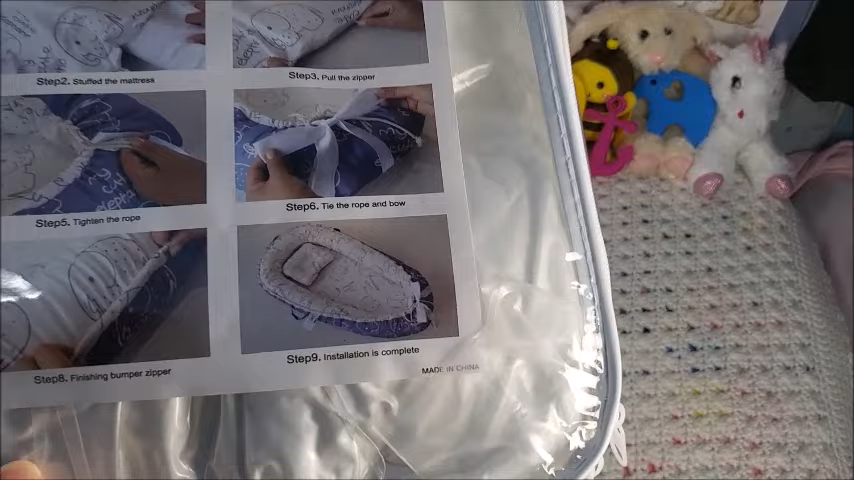 Step2. Stuffed the mattress
Step3. Pull the zipper
Step5. Tighten the rope
Step6. Tie the rope and bow
Step8. Finishing bumper zipper
Step9. Installation is complete
MADE IN CHINA